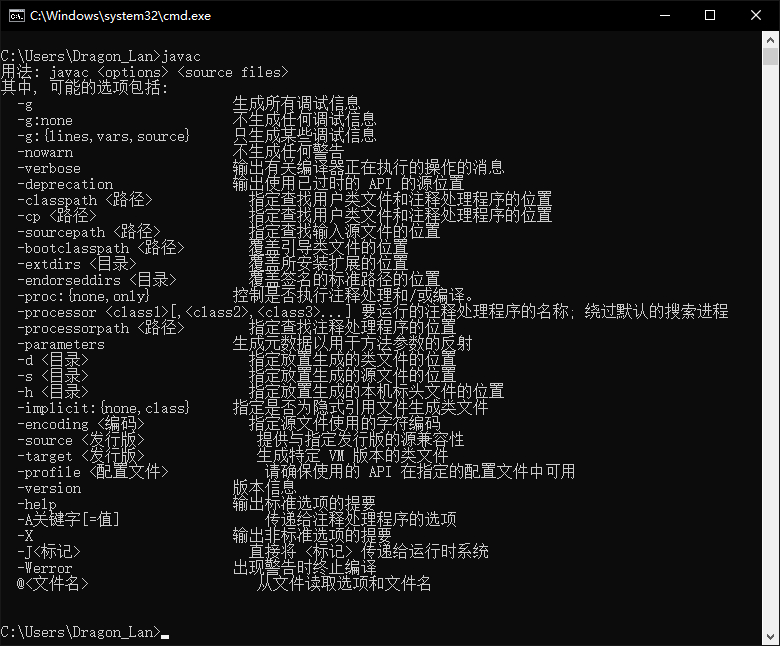 C:\Windows\system32\cmd.exe
C:\Users\Dragon_Lan>javac
用法: javac <options> <source files>
其中, 可能的选项包括:
-g 生成所有调试信息
-g:none 不生成任何调试信息
-g:{lines,vars,source} 只生成某些调试信息
-nowarn 不生成任何警告
-verbose 输出有关编译器正在执行的操作的消息
-deprecation 输出使用已过时的 API 的源位置
-classpath <路径> 指定查找用户类文件和注释处理程序的位置
-cp <路径> 指定查找用户类文件和注释处理程序的位置
-sourcepath <路径> 指定查找输入源文件的位置
-bootclasspath <路径> 覆盖引导类文件的位置
-extdirs <目录> 覆盖所安装扩展的位置
-endorseddirs <目录> 覆盖签名的标准路径的位置
-proc:{none,only} 控制是否执行注释处理和/或编译。
-processor <class1>[,<class2>,<class3>...] 要运行的注释处理程序的名称; 绕过默认的搜索进程
-processorpath <路径> 指定查找注释处理程序的位置
-parameters 生成元数据以用于方法参数的反射
-d <目录> 指定放置生成的类文件的位置
-s <目录> 指定放置生成的源文件的位置
-h <目录> 指定放置生成的本机标头文件的位置
-implicit:{none,class} 指定是否为隐式引用文件生成类文件
-encoding <编码> 指定源文件使用的字符编码
-source <发行版> 提供与指定发行版的源兼容性
-target <发行版> 生成特定 VM 版本的类文件
-profile <配置文件> 请确保使用的 API 在指定的配置文件中可用
-version 版本信息
-help 输出标准选项的提要
-A关键字[=值] 传递给注释处理程序的选项
-X 输出非标准选项的提要
-J<标记> 直接将 <标记> 传递给运行时系统
-Werror 出现警告时终止编译
@<文件名> 从文件读取选项和文件名
C:\Users\Dragon_Lan>